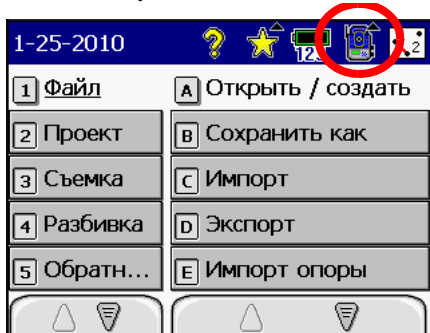 1-25-2010 123 2
1 Файл A Открыть / создать
2 Проект B Сохранить как
3 Съемка C Импорт
4 Разбивка D Экспорт
5 Обратн... E Импорт опоры